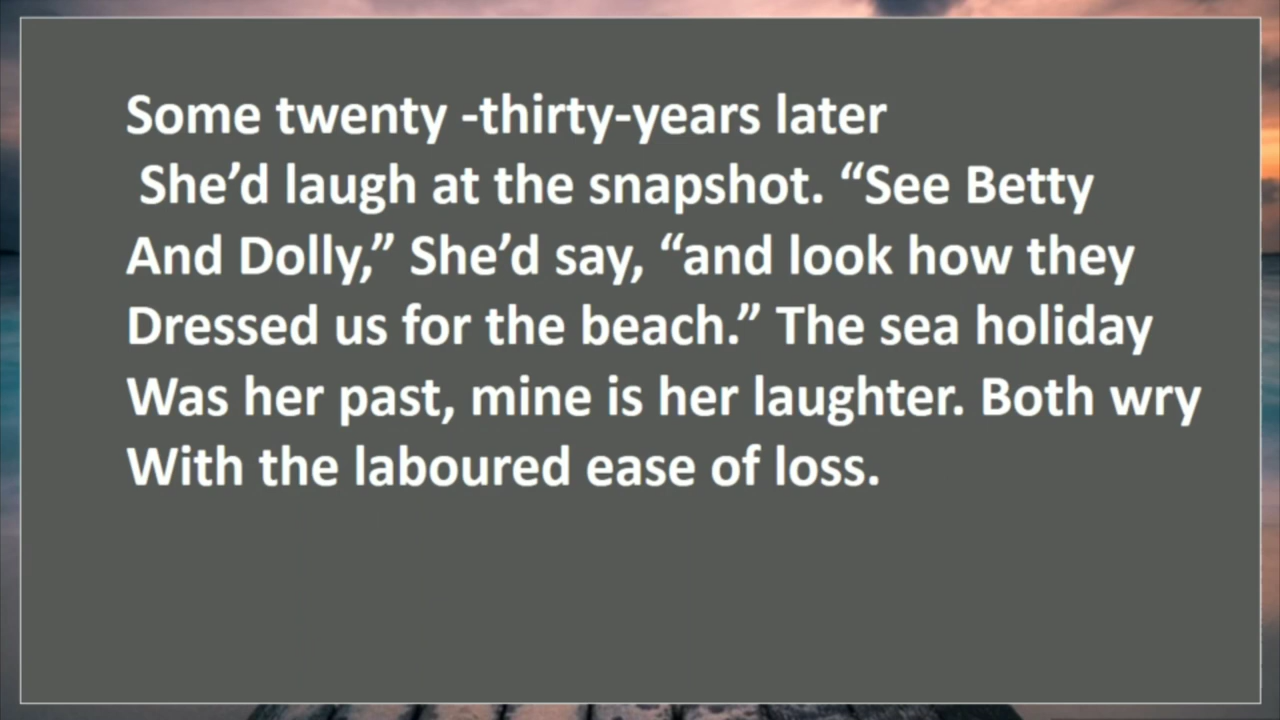 Some twenty -thirty-years later
She’d laugh at the snapshot. “See Betty
And Dolly,” She’d say, “and look how they
Dressed us for the beach.” The sea holiday
Was her past, mine is her laughter. Both wry
With the laboured ease of loss.